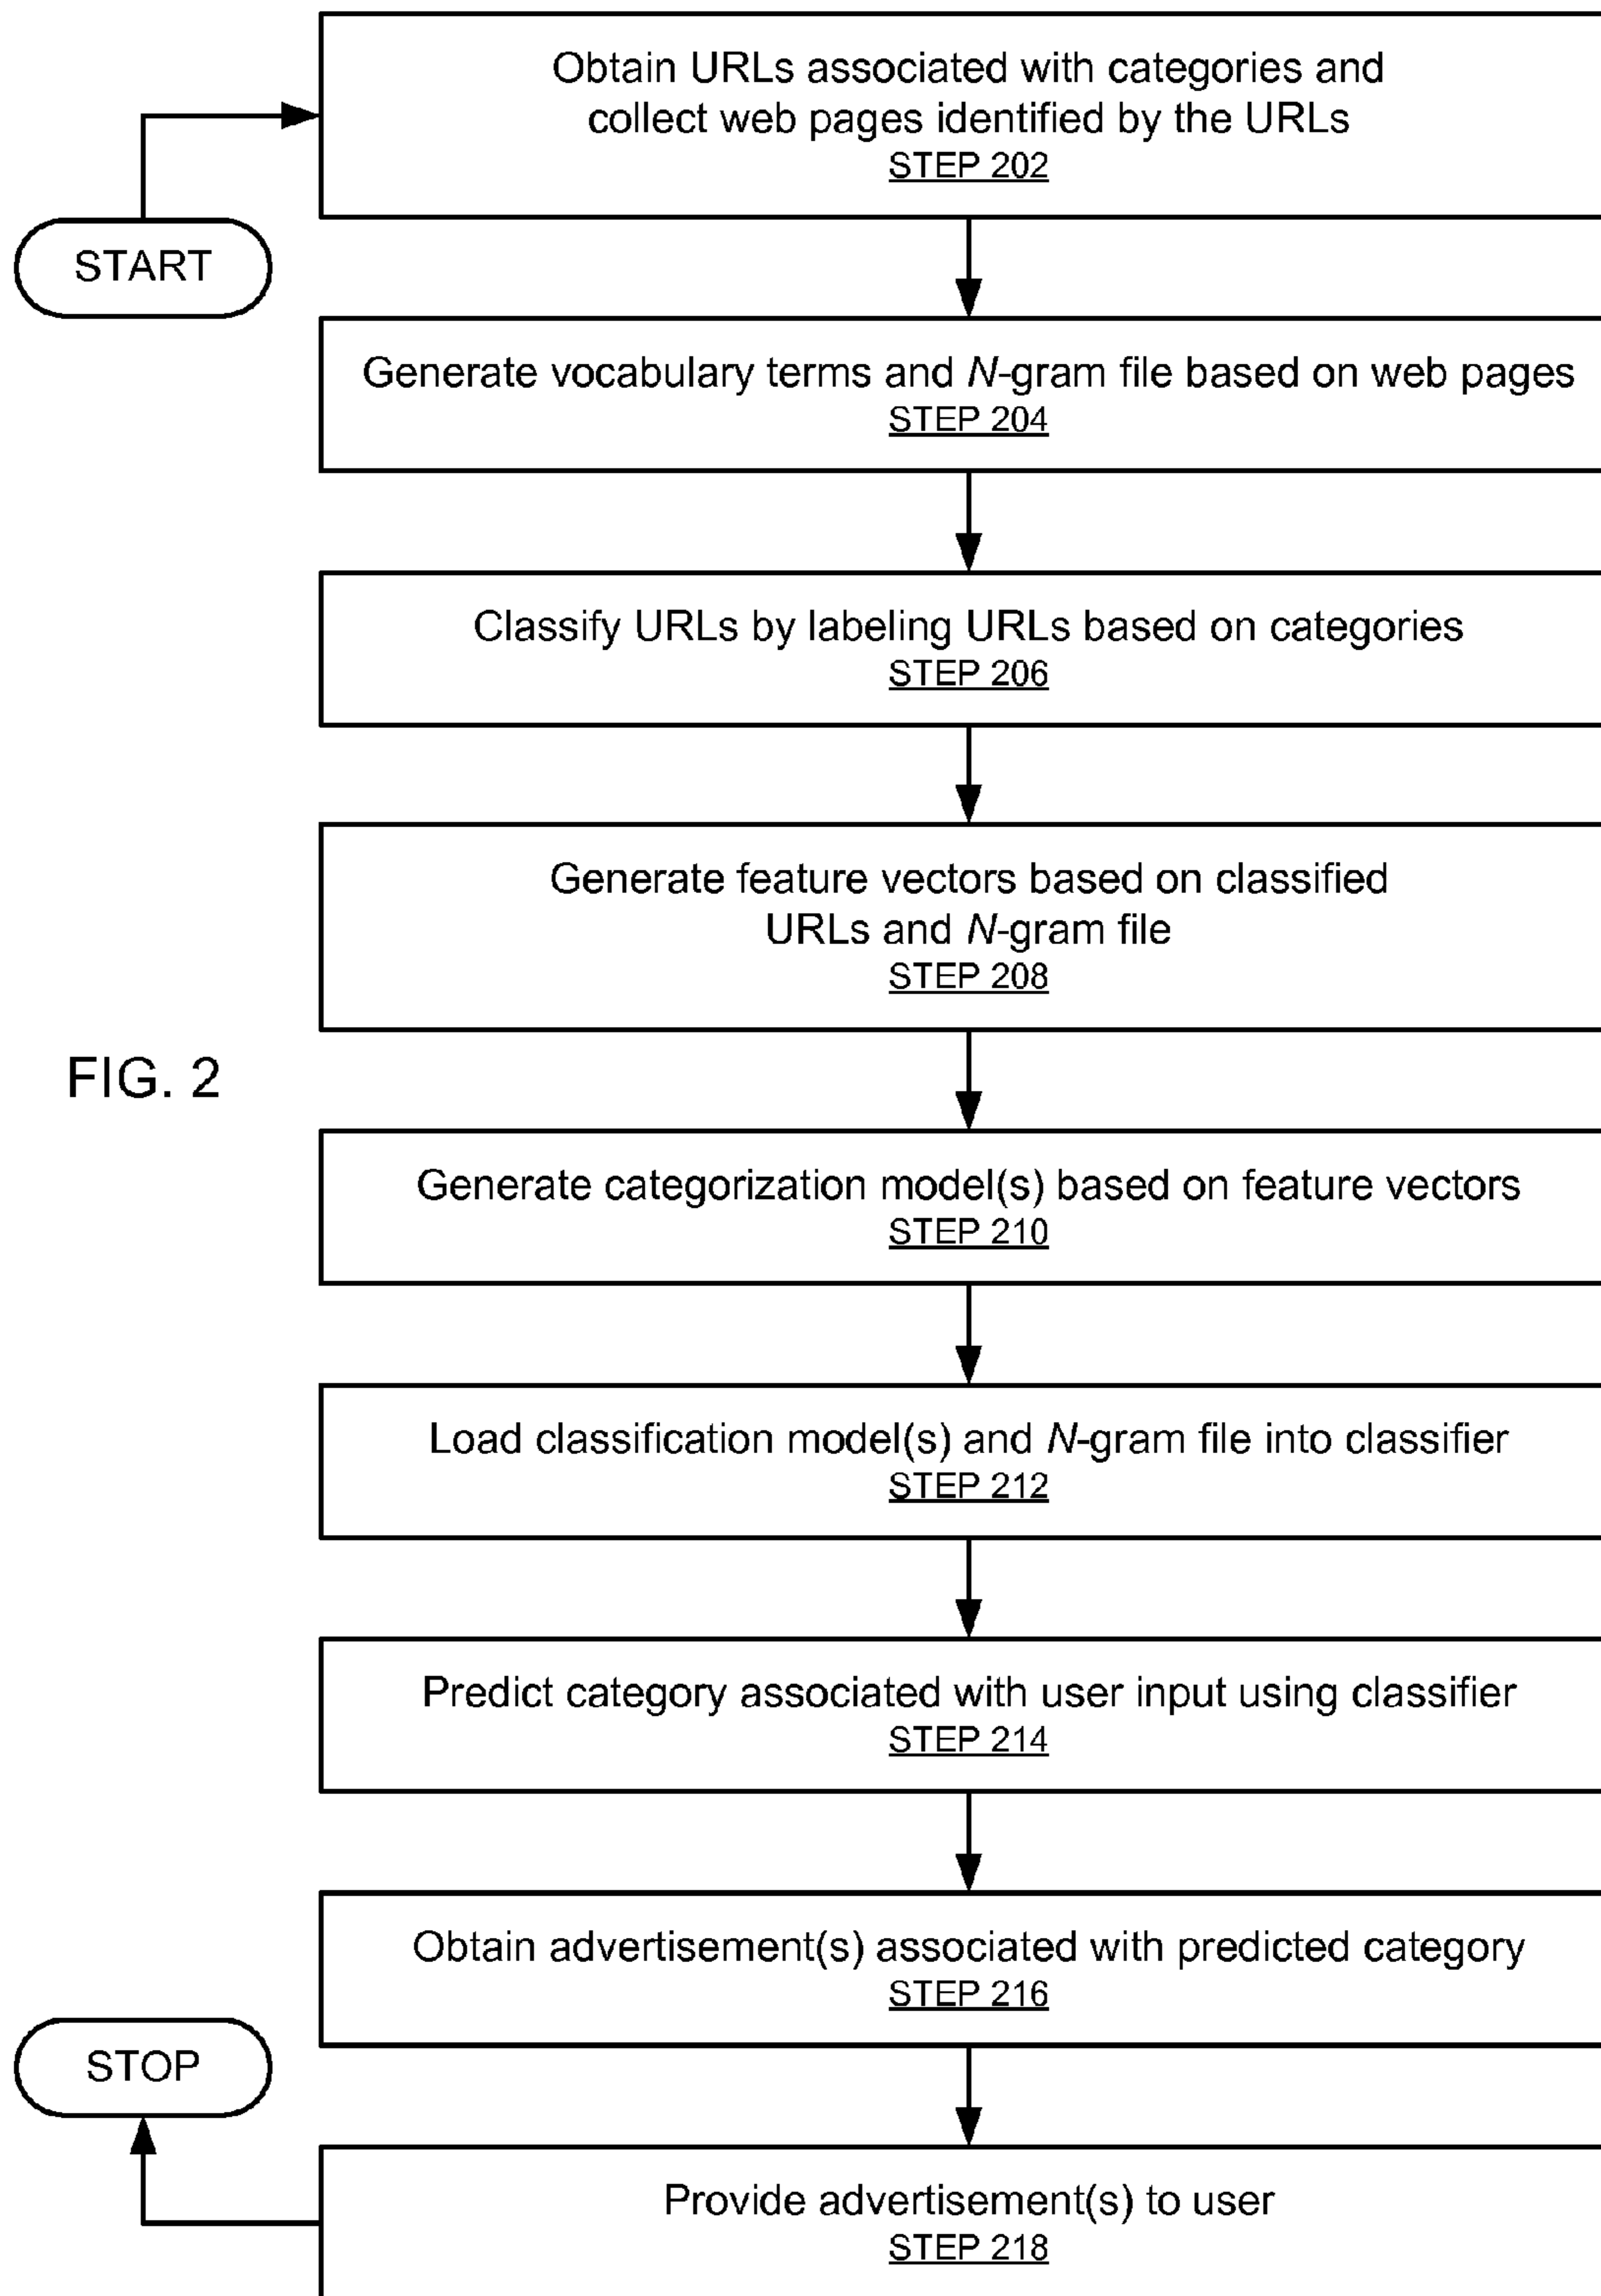 Obtain URLs associated with categories and
collect web pages identified by the URLs
STEP 202
START
Generate vocabulary terms and N-gram file based on web pages
STEP 204
Classify URLs by labeling URLs based on categories
STEP 206
Generate feature vectors based on classified
URLs and N-gram file
STEP 208
FIG. 2
Generate categorization model(s) based on feature vectors
STEP 210
Load classification model(s) and N-gram file into classifier
STEP 212
Predict category associated with user input using classifier
STEP 214
Obtain advertisement(s) associated with predicted category
STEP 216
STOP
Provide advertisement(s) to user
STEP 218